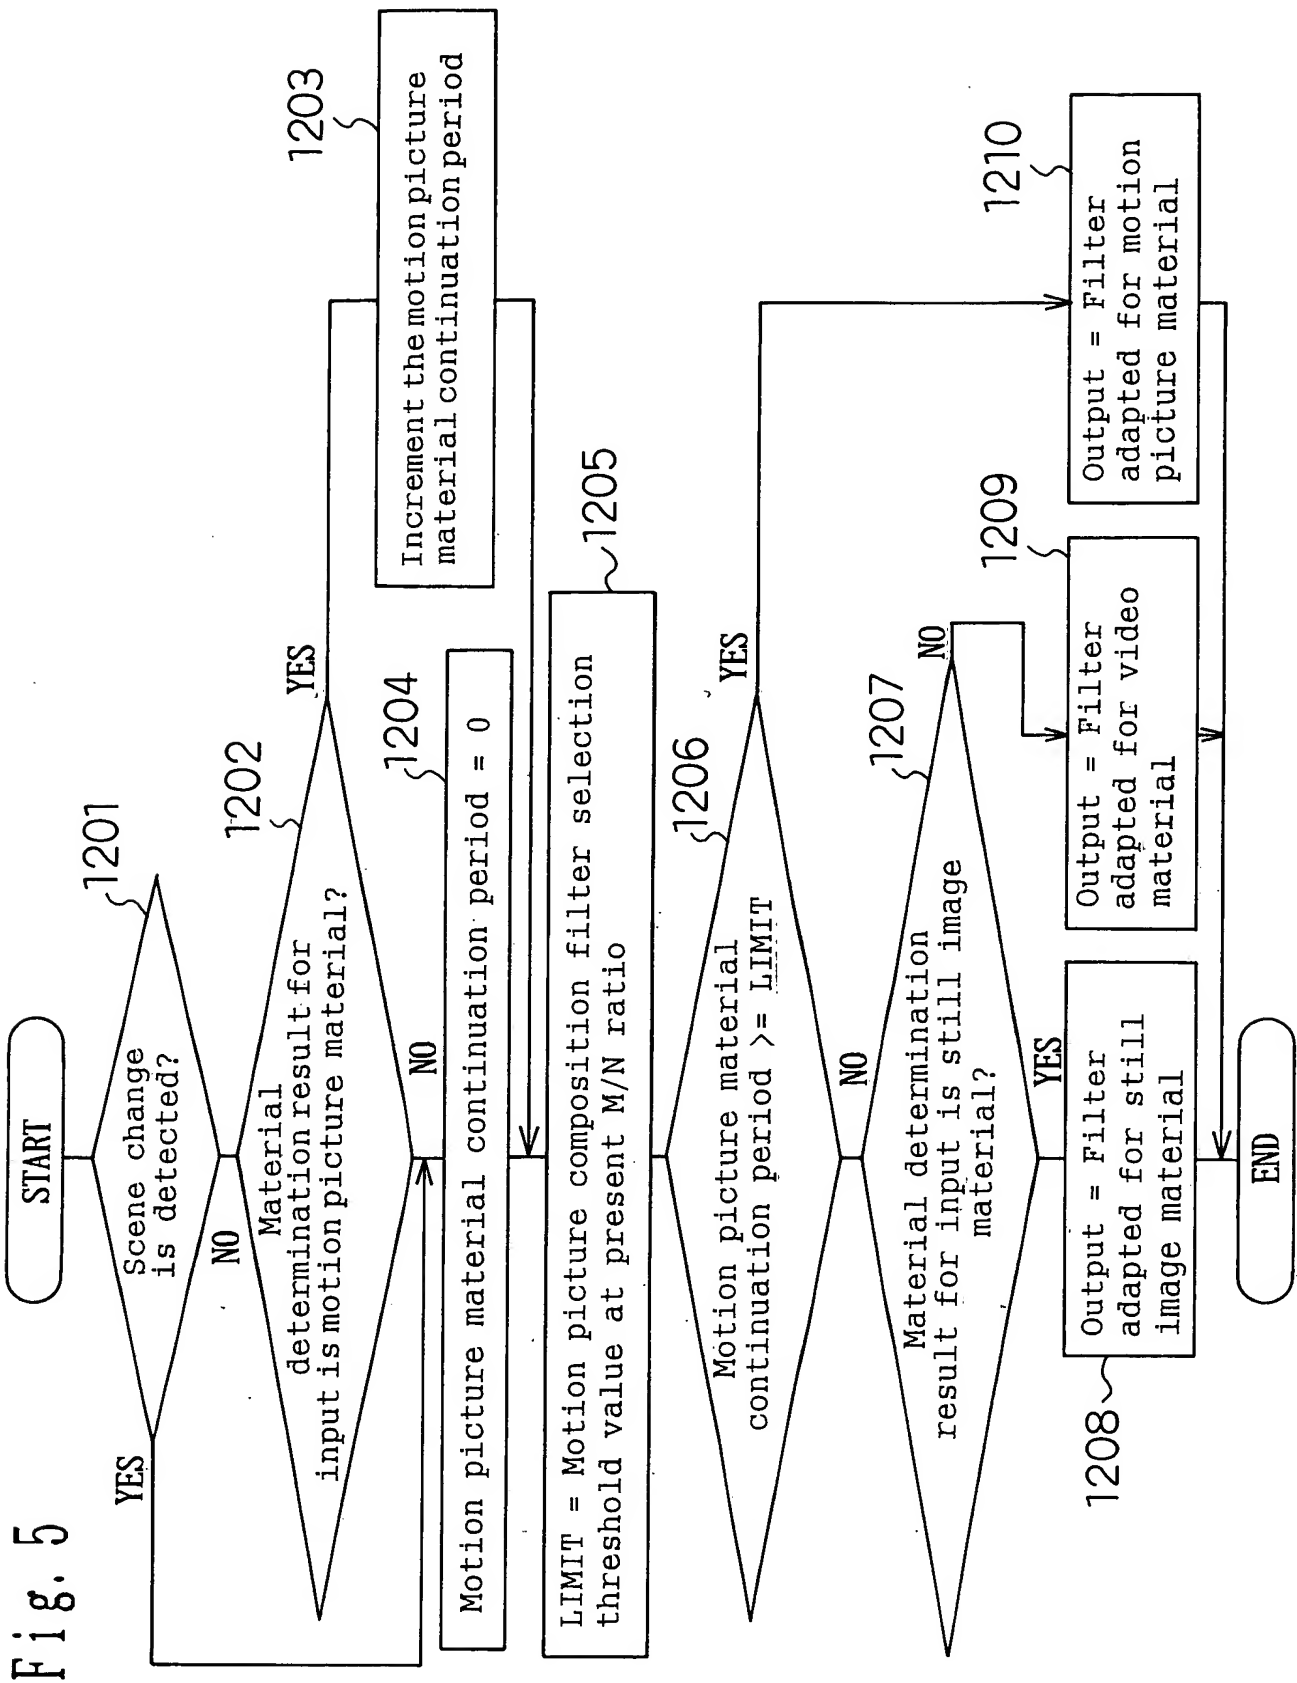 Fig. 5
START
1201
Scene change
is detected?
YES
NO
1202
Material
determination result for
input is motion picture material?
YES
NO
1203
Increment the motion picture
material continuation period
1204
Motion picture material continuation period = 0
1205
LIMIT = Motion picture composition filter selection
threshold value at present M/N ratio
1206
Motion picture material
continuation period >= LIMIT
YES
NO
1207
Material determination
result for input is still image
material?
NO
YES
1208
Output = Filter
adapted for still
image material
1209
Output = Filter
adapted for video
material
1210
Output = Filter
adapted for motion
picture material
END